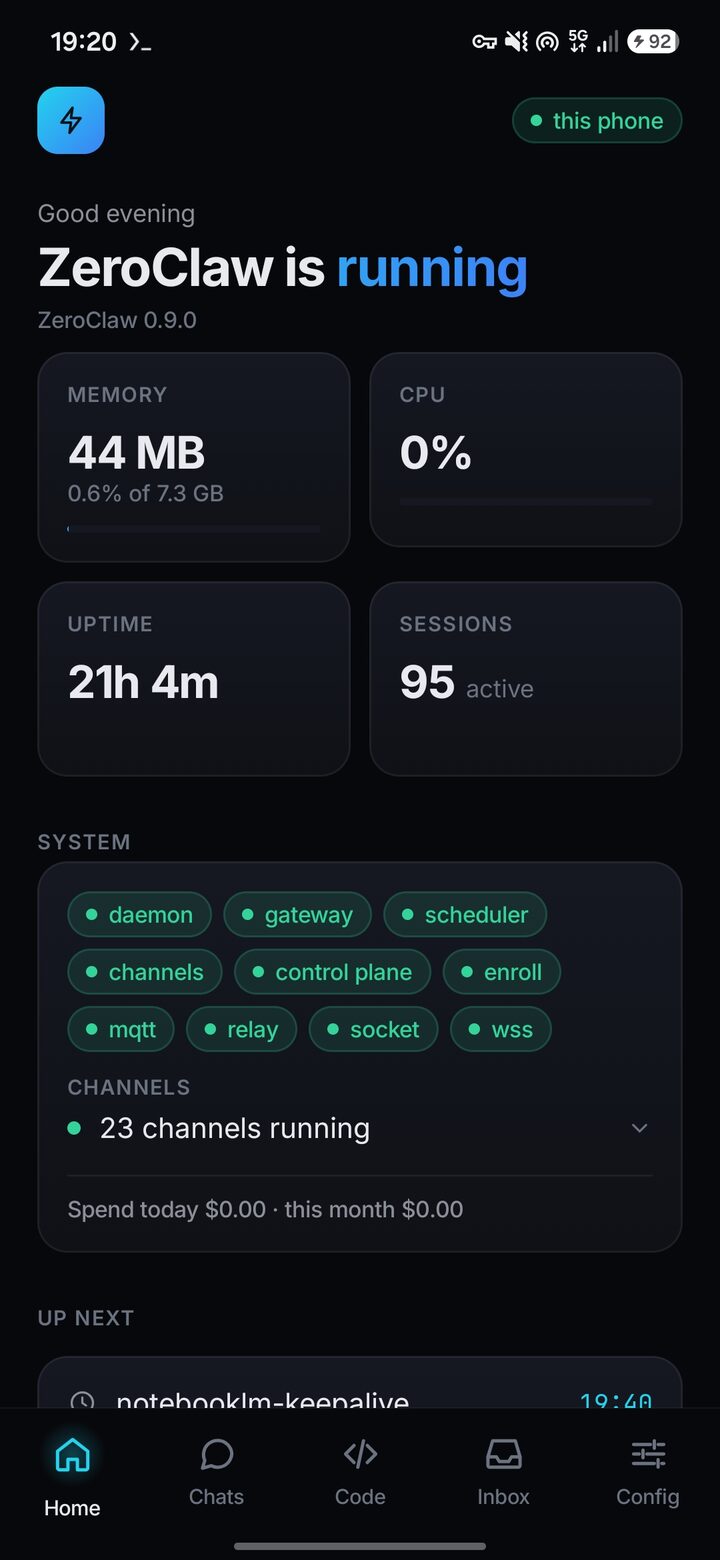 19:20
5G
92
this phone
Good evening
ZeroClaw is running
ZeroClaw 0.9.0
MEMORY
44 MB
0.6% of 7.3 GB
CPU
0%
UPTIME
21h 4m
SESSIONS
95 active
SYSTEM
daemon gateway scheduler
channels control plane enroll
mqtt relay socket wss
CHANNELS
23 channels running
Spend today $0.00 · this month $0.00
UP NEXT
notebooklm-keepalive 19:40
Home Chats Code Inbox Config